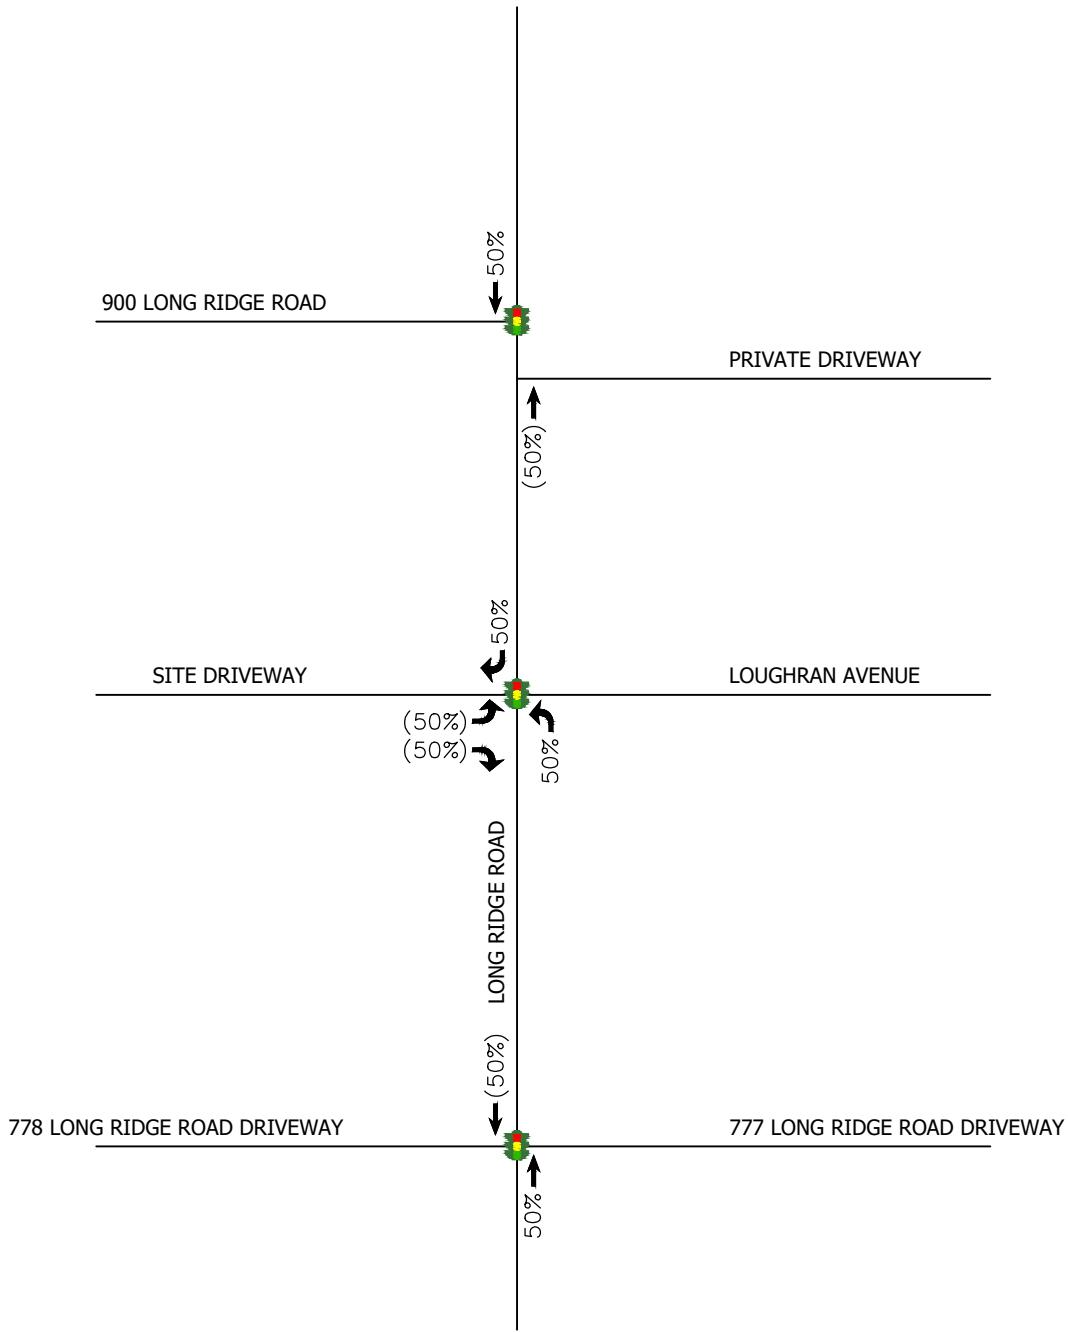 50%
900 LONG RIDGE ROAD
PRIVATE DRIVEWAY
(50%)
50%
SITE DRIVEWAY
LOUGHRAN AVENUE
(50%)
(50%)
50%
LONG RIDGE ROAD
(50%)
778 LONG RIDGE ROAD DRIVEWAY
777 LONG RIDGE ROAD DRIVEWAY
50%